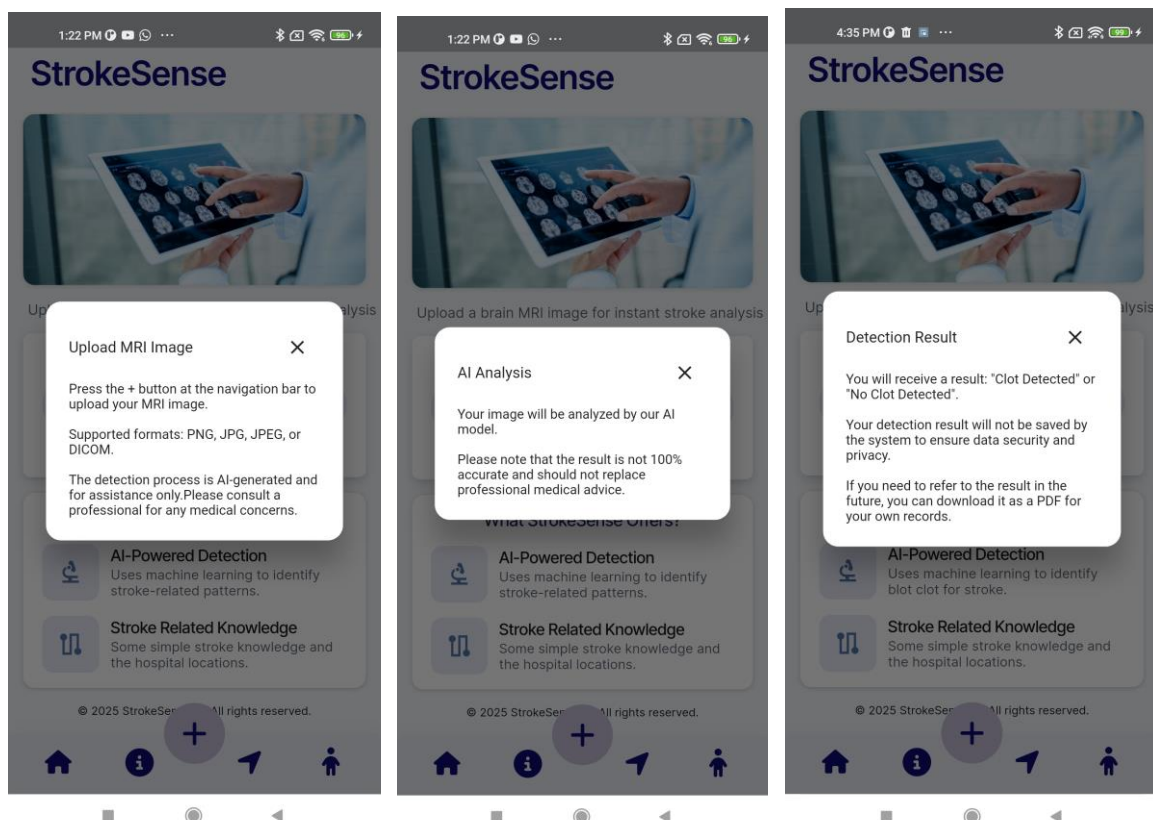 1:22 PM
96
StrokeSense
Up
alysis
Upload MRI Image
Press the + button at the navigation bar to
upload your MRI image.
Supported formats: PNG, JPG, JPEG, or
DICOM.
The detection process is AI-generated and
for assistance only.Please consult a
professional for any medical concerns.
AI-Powered Detection
Uses machine learning to identify
stroke-related patterns.
Stroke Related Knowledge
Some simple stroke knowledge and
the hospital locations.
© 2025 StrokeSe All rights reserved.
1:22 PM
96
StrokeSense
Upload a brain MRI image for instant stroke analysis
AI Analysis
Your image will be analyzed by our AI
model.
Please note that the result is not 100%
accurate and should not replace
professional medical advice.
What StrokeSense Offers?
AI-Powered Detection
Uses machine learning to identify
stroke-related patterns.
Stroke Related Knowledge
Some simple stroke knowledge and
the hospital locations.
© 2025 StrokeSe All rights reserved.
4:35 PM
99
StrokeSense
Up
alysis
Detection Result
You will receive a result: "Clot Detected" or
"No Clot Detected".
Your detection result will not be saved by
the system to ensure data security and
privacy.
If you need to refer to the result in the
future, you can download it as a PDF for
your own records.
AI-Powered Detection
Uses machine learning to identify
blot clot for stroke.
Stroke Related Knowledge
Some simple stroke knowledge and
the hospital locations.
© 2025 StrokeSe All rights reserved.